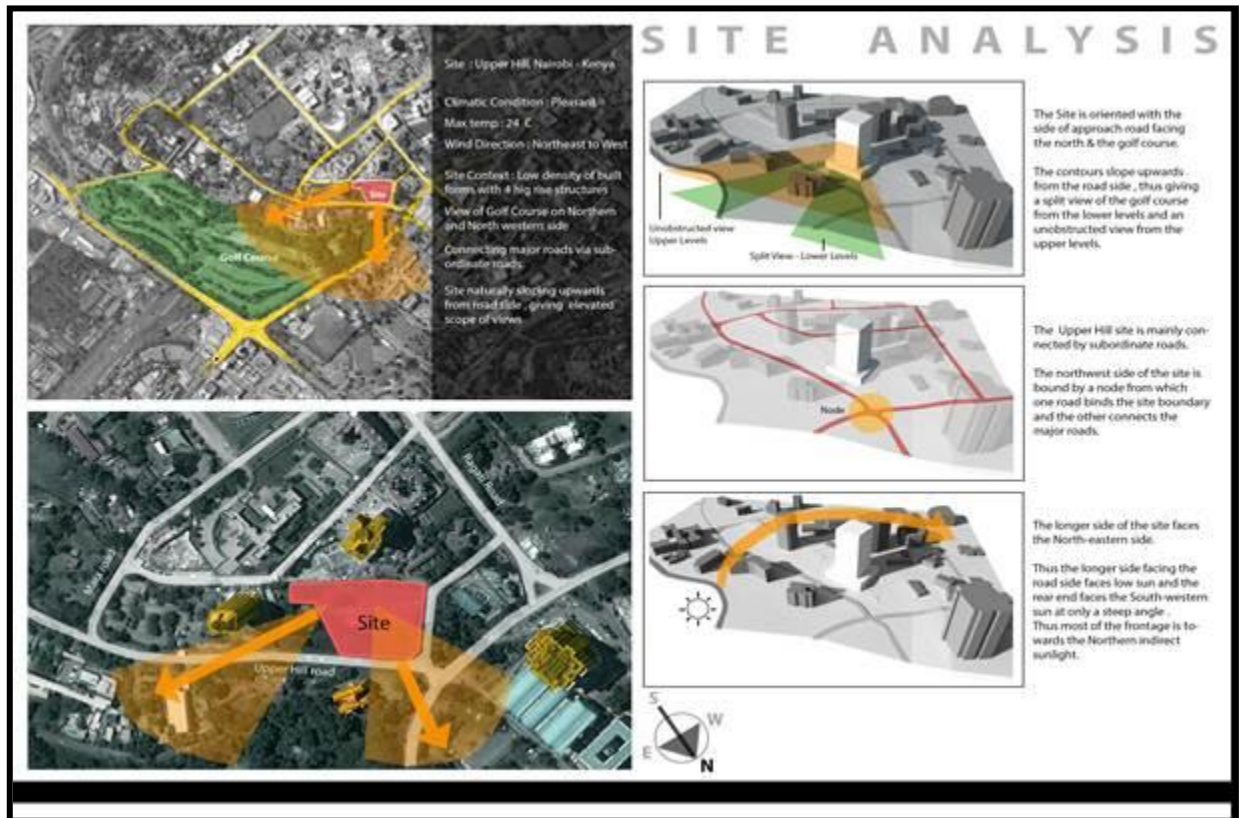 SITE ANALYSIS
Site : Upper Hill, Nairobi - Kenya
Climatic Condition : Pleasant
Max temp : 24 C
Wind Direction : Northeast to West
Site Context : Low density of built
forms with 4 hig rise structures
View of Golf Course on Northern
and North western side
Connecting major roads via sub-
ordinate roads
Site naturally sloping upwards
from road side , giving elevated
scope of views
Site
Golf Course
Unobstructed view
Upper Levels
Split View - Lower Levels
The Site is oriented with the
side of approach road facing
the north & the golf course.
The contours slope upwards
from the road side , thus giving
a split view of the golf course
from the lower levels and an
unobstructed view from the
upper levels.
Node
The Upper Hill site is mainly con-
nected by subordinate roads.
The northwest side of the site is
bound by a node from which
one road binds the site boundary
and the other connects the
major roads.
Ragati Road
Site
Upper Hill road
The longer side of the site faces
the North-eastern side.
Thus the longer side facing the
road side faces low sun and the
rear end faces the South-western
sun at only a steep angle .
Thus most of the frontage is to-
wards the Northern indirect
sunlight.
S
W
E
N